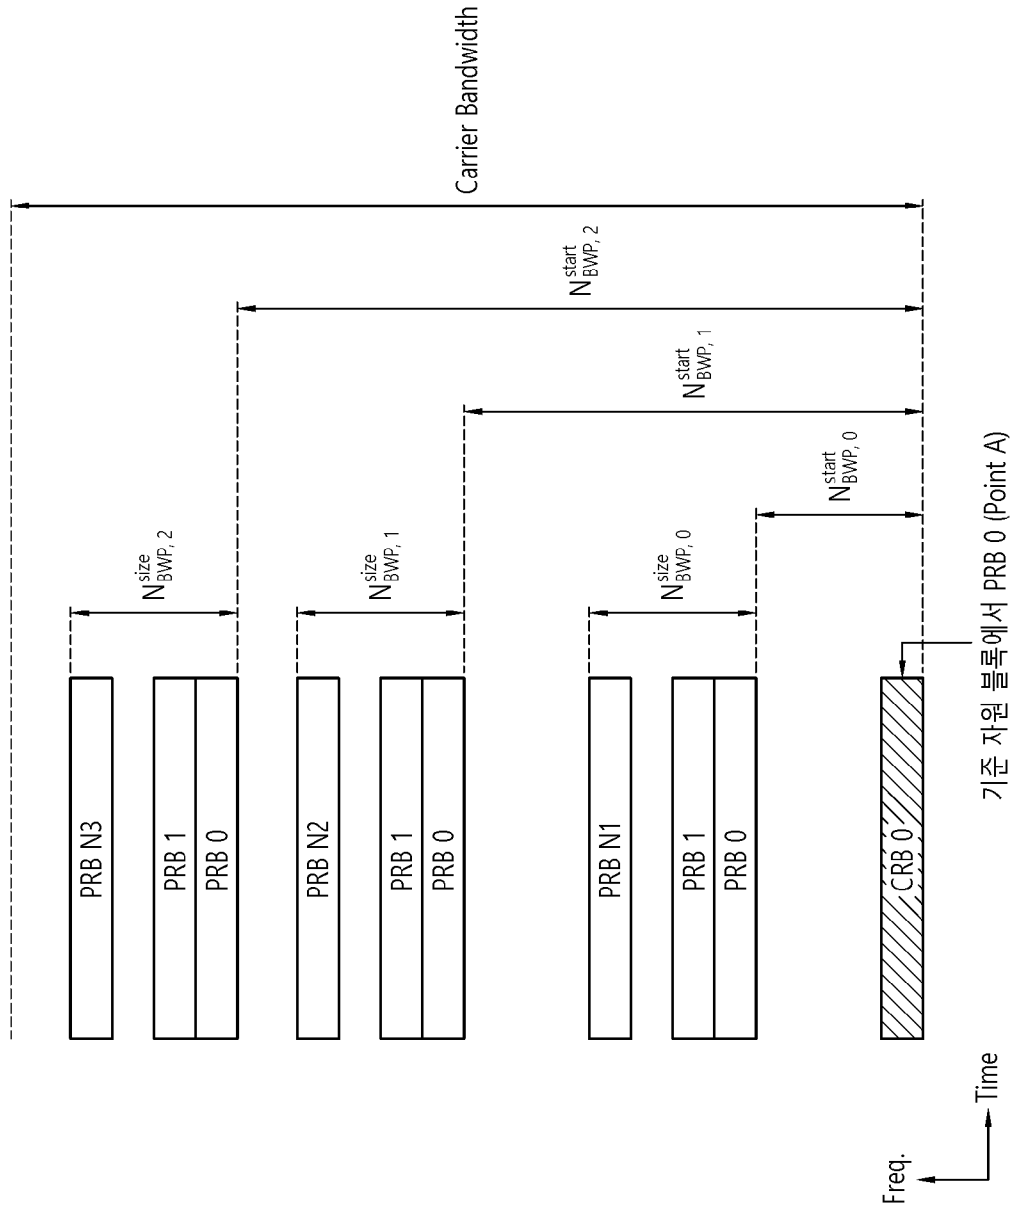 Carrier Bandwidth
N^start_BWP, 2
N^start_BWP, 1
N^start_BWP, 0
N^size_BWP, 2
N^size_BWP, 1
N^size_BWP, 0
PRB N3
PRB 1
PRB 0
PRB N2
PRB 1
PRB 0
PRB N1
PRB 1
PRB 0
CRB 0
기준 자원 블록에서 PRB 0 (Point A)
Freq.
Time